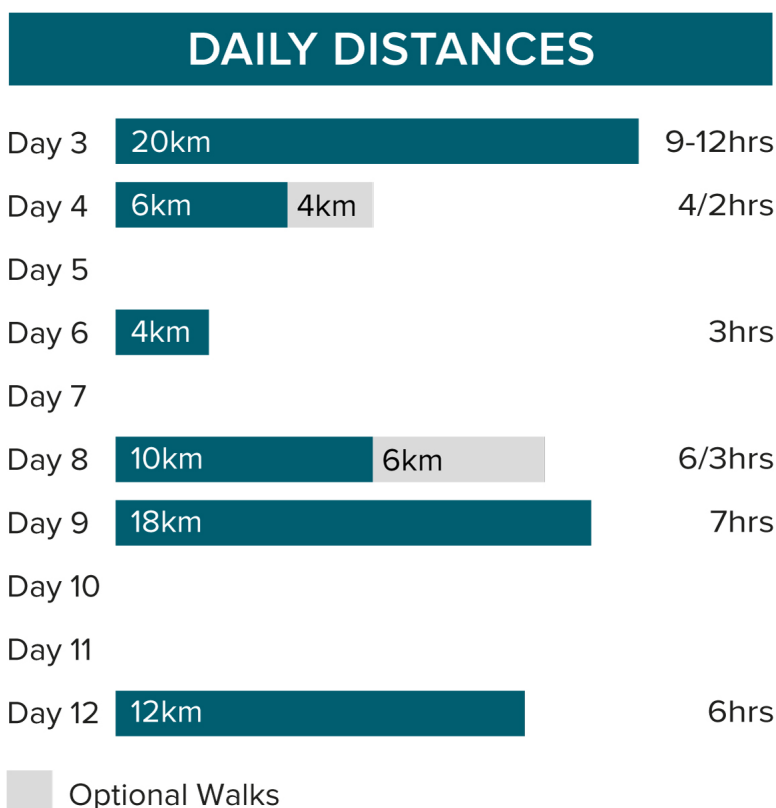 DAILY DISTANCES
Day 3 20km 9-12hrs
Day 4 6km 4km 4/2hrs
Day 5
Day 6 4km 3hrs
Day 7
Day 8 10km 6km 6/3hrs
Day 9 18km 7hrs
Day 10
Day 11
Day 12 12km 6hrs
Optional Walks